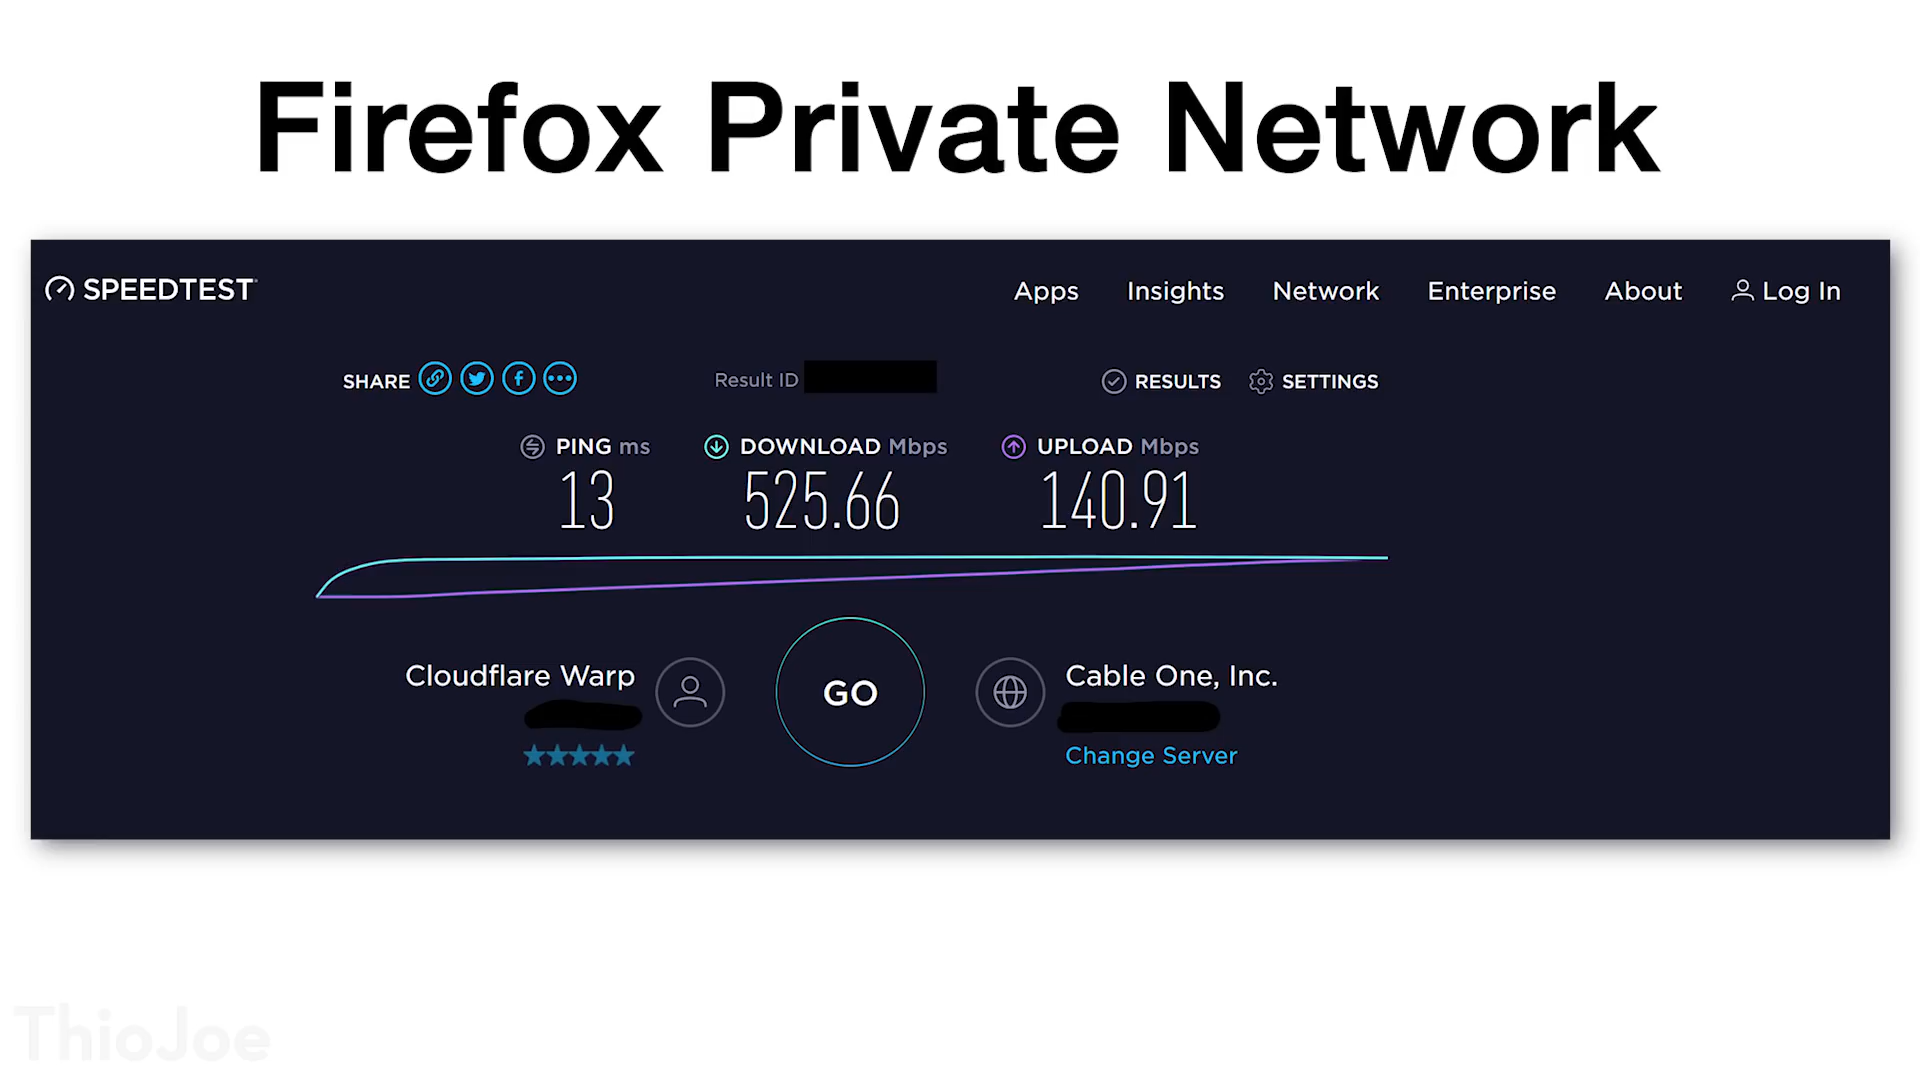 Firefox Private Network
SPEEDTEST
Apps Insights Network Enterprise About Log In
SHARE Result ID RESULTS SETTINGS
PING ms DOWNLOAD Mbps UPLOAD Mbps
13 525.66 140.91
Cloudflare Warp GO Cable One, Inc.
Change Server
ThioJoe